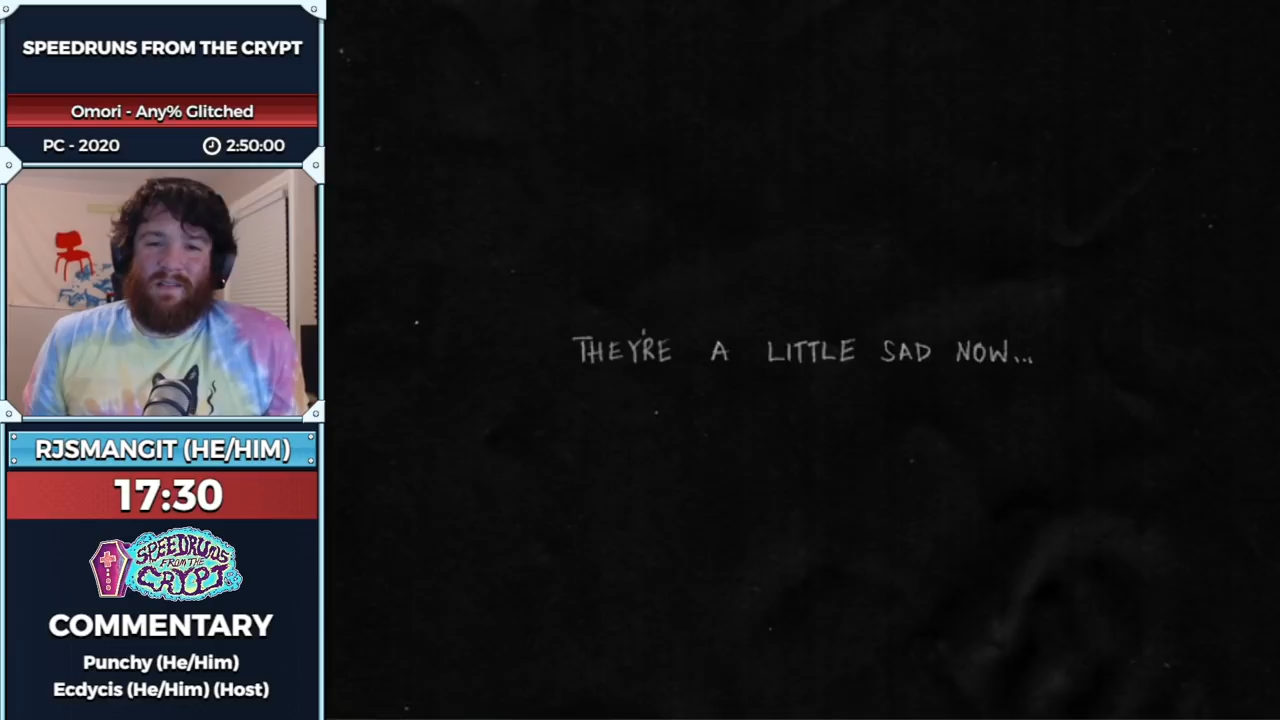 SPEEDRUNS FROM THE CRYPT
Omori - Any% Glitched
PC - 2020 2:50:00
RJSMANGIT (HE/HIM)
17:30
SPEEDRUNS
FROM THE
CRYPT
COMMENTARY
Punchy (He/Him)
Ecdycis (He/Him) (Host)
THEY'RE A LITTLE SAD NOW...